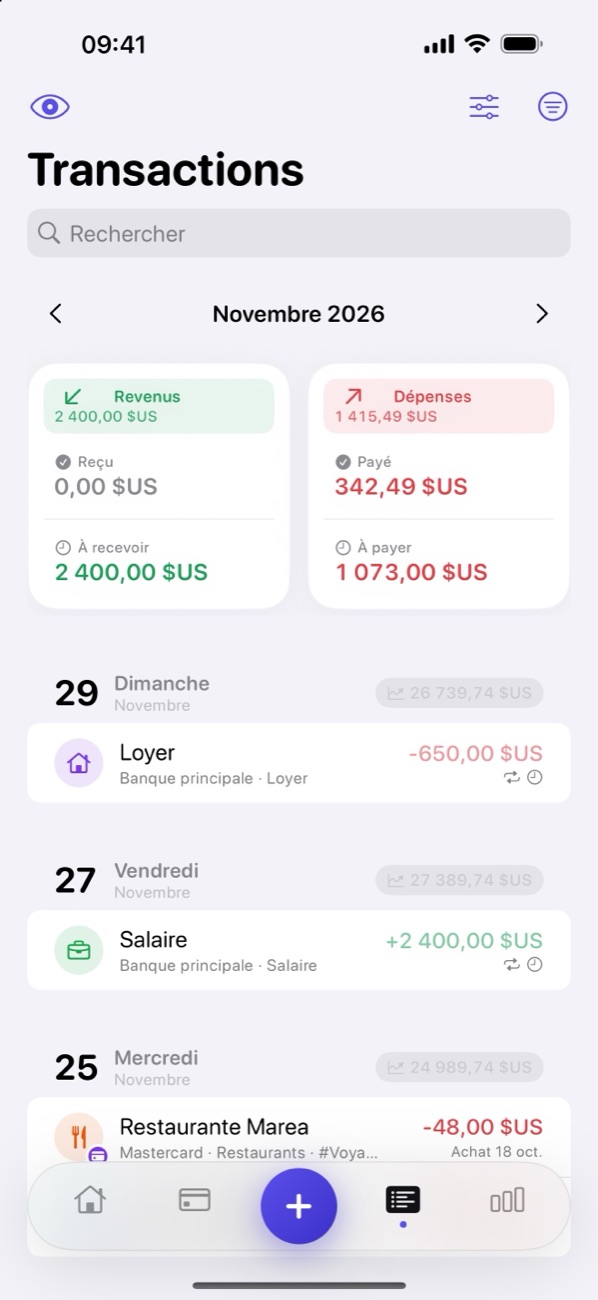 09:41
Transactions
Rechercher
Novembre 2026
Revenus
2 400,00 $US
Reçu
0,00 $US
À recevoir
2 400,00 $US
Dépenses
1 415,49 $US
Payé
342,49 $US
À payer
1 073,00 $US
29 Dimanche
Novembre
26 739,74 $US
Loyer -650,00 $US
Banque principale · Loyer
27 Vendredi
Novembre
27 389,74 $US
Salaire +2 400,00 $US
Banque principale · Salaire
25 Mercredi
Novembre
24 989,74 $US
Restaurante Marea -48,00 $US
Mastercard · Restaurants · #Voya... Achat 18 oct.